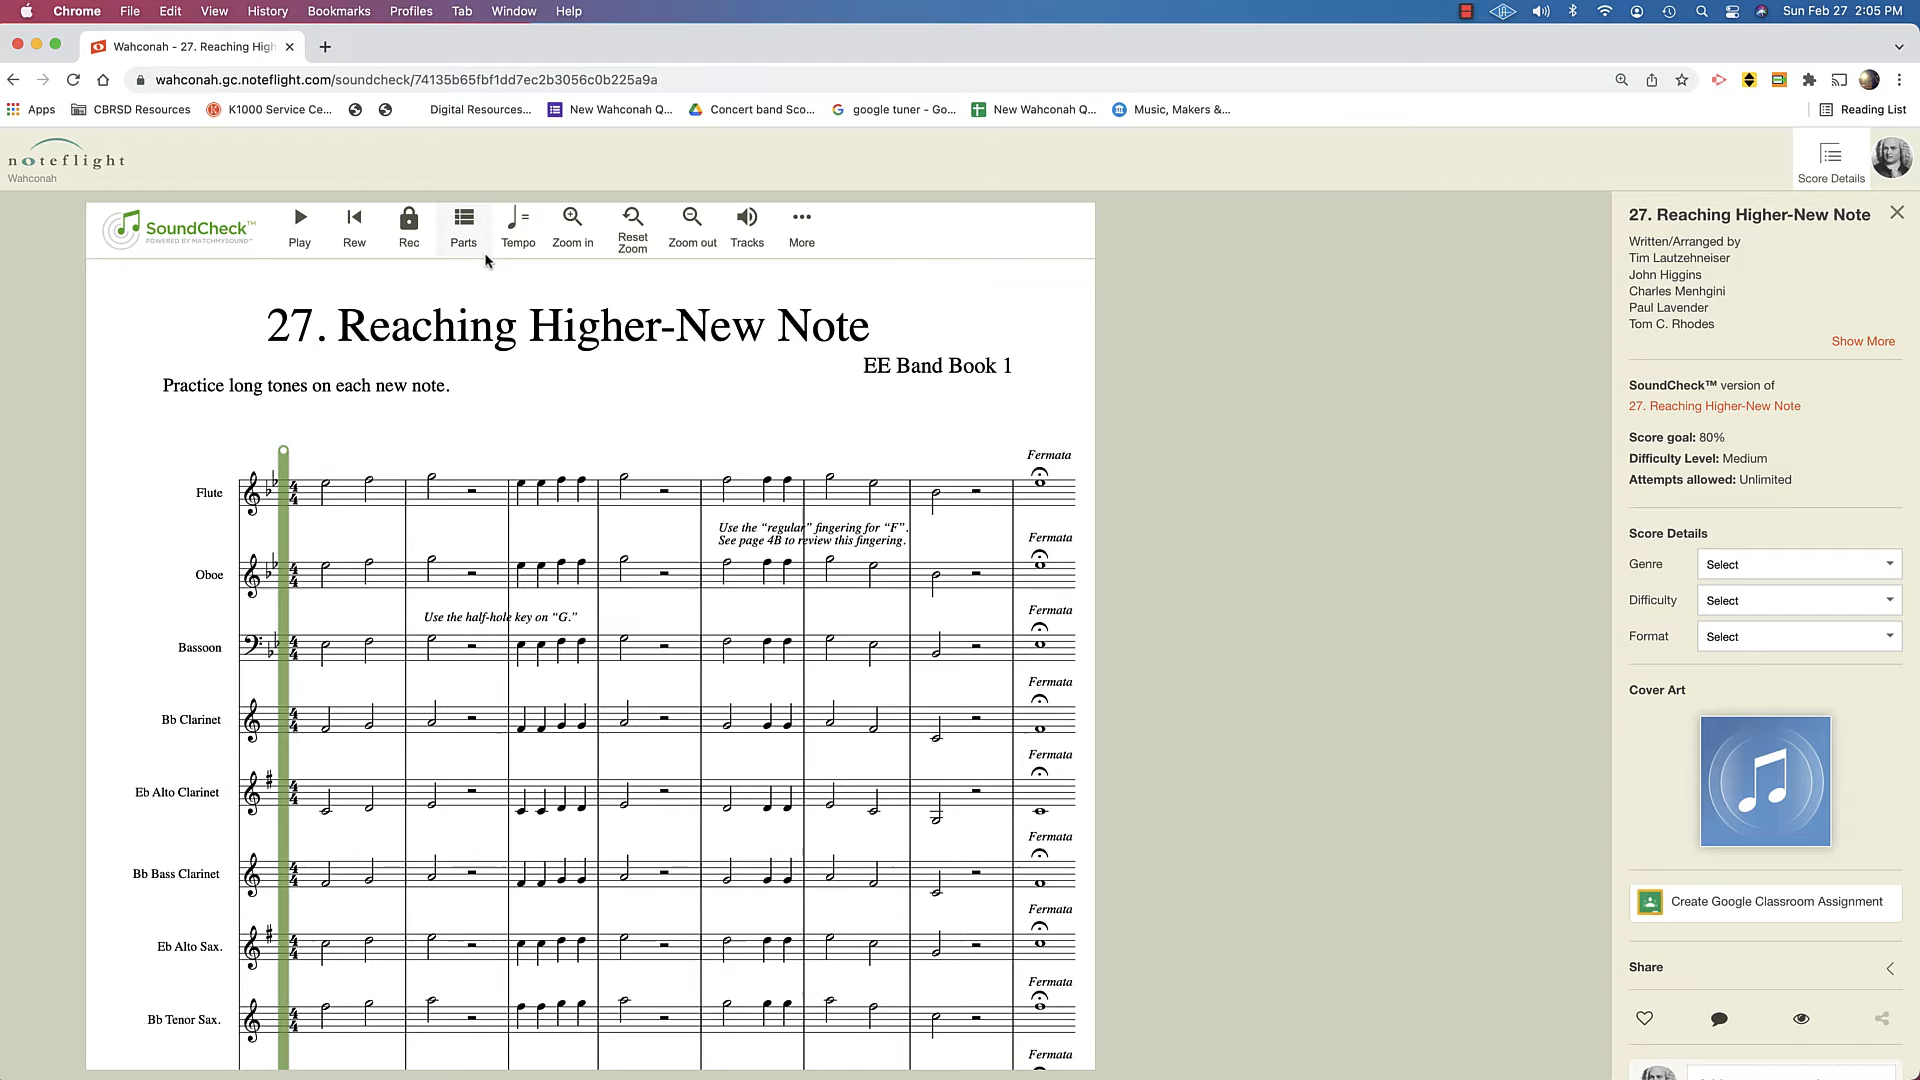 Chrome File Edit View History Bookmarks Profiles Tab Window Help Sun Feb 27 2:05 PM
Wahconah - 27. Reaching High
wahconah.gc.noteflight.com/soundcheck/74135b65fbf1dd7ec2b3056c0b225a9a
Apps CBRSD Resources K1000 Service Ce... Digital Resources... New Wahconah Q... Concert band Sco... google tuner - Go... New Wahconah Q... Music, Makers &... Reading List
noteflight
Wahconah
Score Details
SoundCheck™
POWERED BY MATCHMYSOUND™
Play Rew Rec Parts Tempo Zoom in Reset Zoom Zoom out Tracks More
27. Reaching Higher-New Note
EE Band Book 1
Practice long tones on each new note.
Fermata
Flute
Use the “regular” fingering for “F”.
See page 4B to review this fingering.
Fermata
Oboe
Use the half-hole key on “G.”
Fermata
Bassoon
Fermata
Bb Clarinet
Fermata
Eb Alto Clarinet
Fermata
Bb Bass Clarinet
Fermata
Eb Alto Sax.
Fermata
Bb Tenor Sax.
Fermata
27. Reaching Higher-New Note
Written/Arranged by
Tim Lautzehneiser
John Higgins
Charles Menhgini
Paul Lavender
Tom C. Rhodes
Show More
SoundCheck™ version of
27. Reaching Higher-New Note
Score goal: 80%
Difficulty Level: Medium
Attempts allowed: Unlimited
Score Details
Genre Select
Difficulty Select
Format Select
Cover Art
Create Google Classroom Assignment
Share